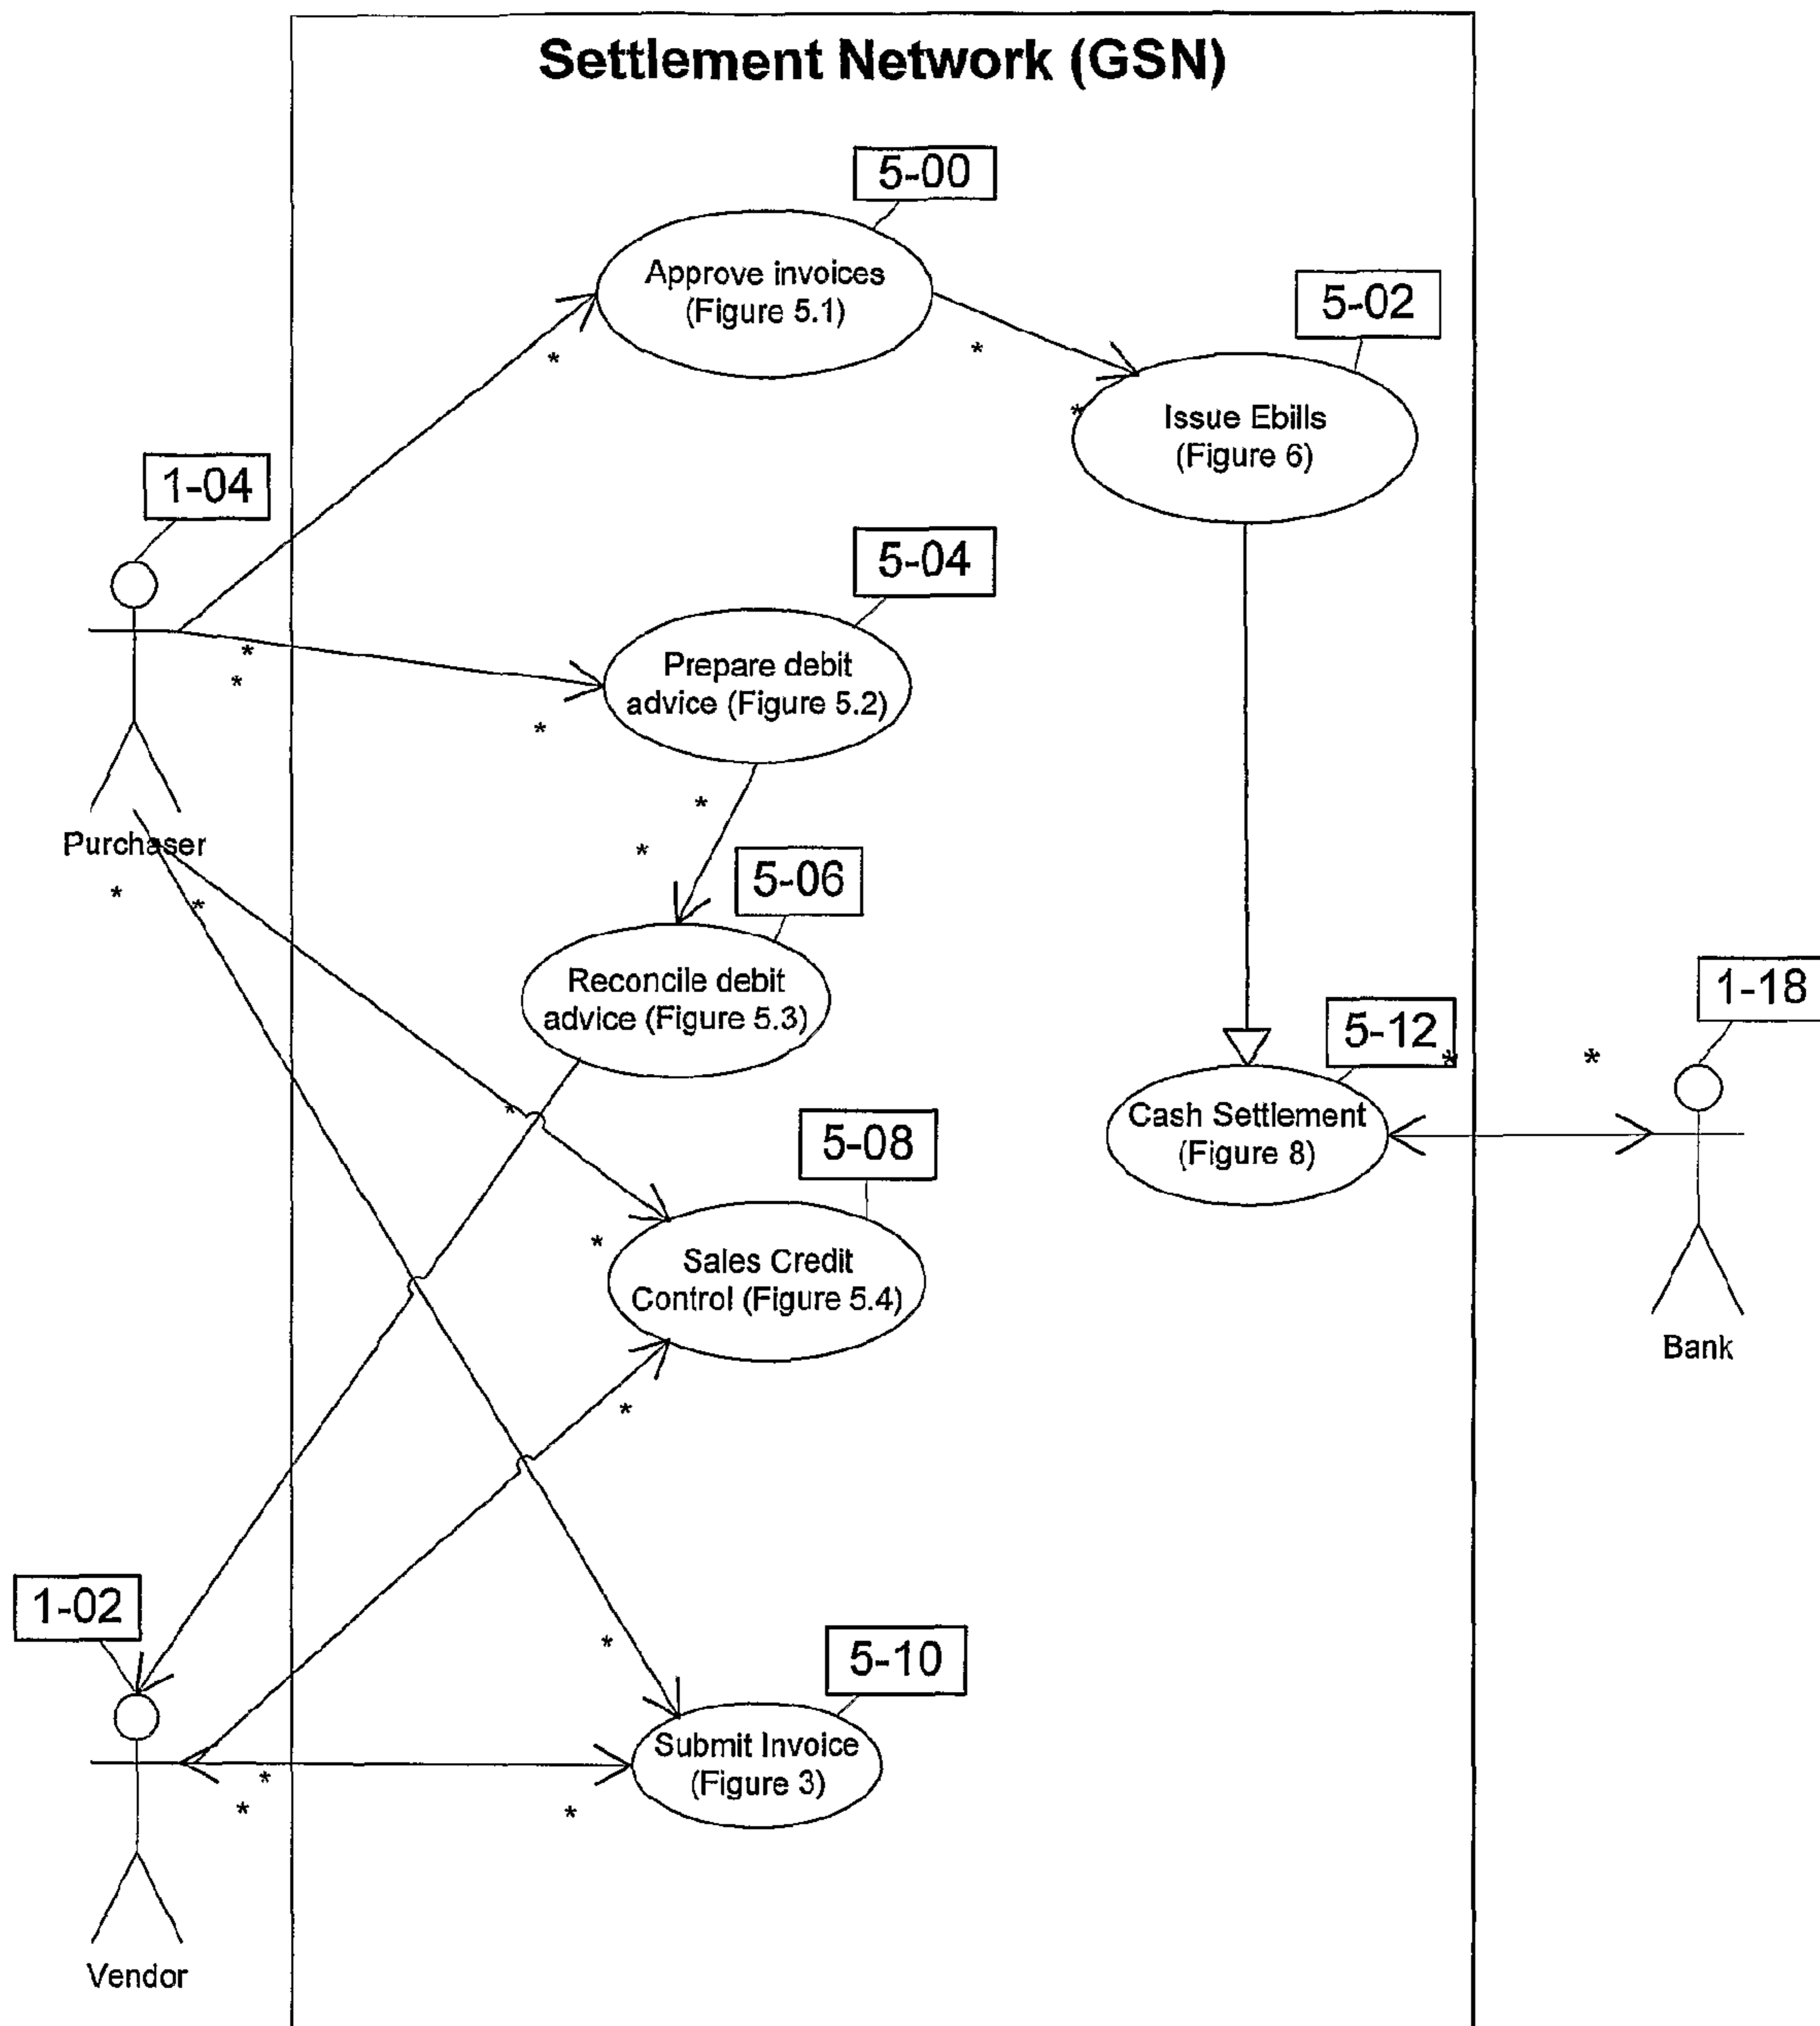 Settlement Network (GSN)
5-00
Approve invoices
(Figure 5.1)
5-02
Issue Ebills
(Figure 6)
1-04
Purchaser
5-04
Prepare debit
advice (Figure 5.2)
5-06
Reconcile debit
advice (Figure 5.3)
1-18
Bank
5-12
Cash Settlement
(Figure 8)
5-08
Sales Credit
Control (Figure 5.4)
1-02
Vendor
5-10
Submit Invoice
(Figure 3)